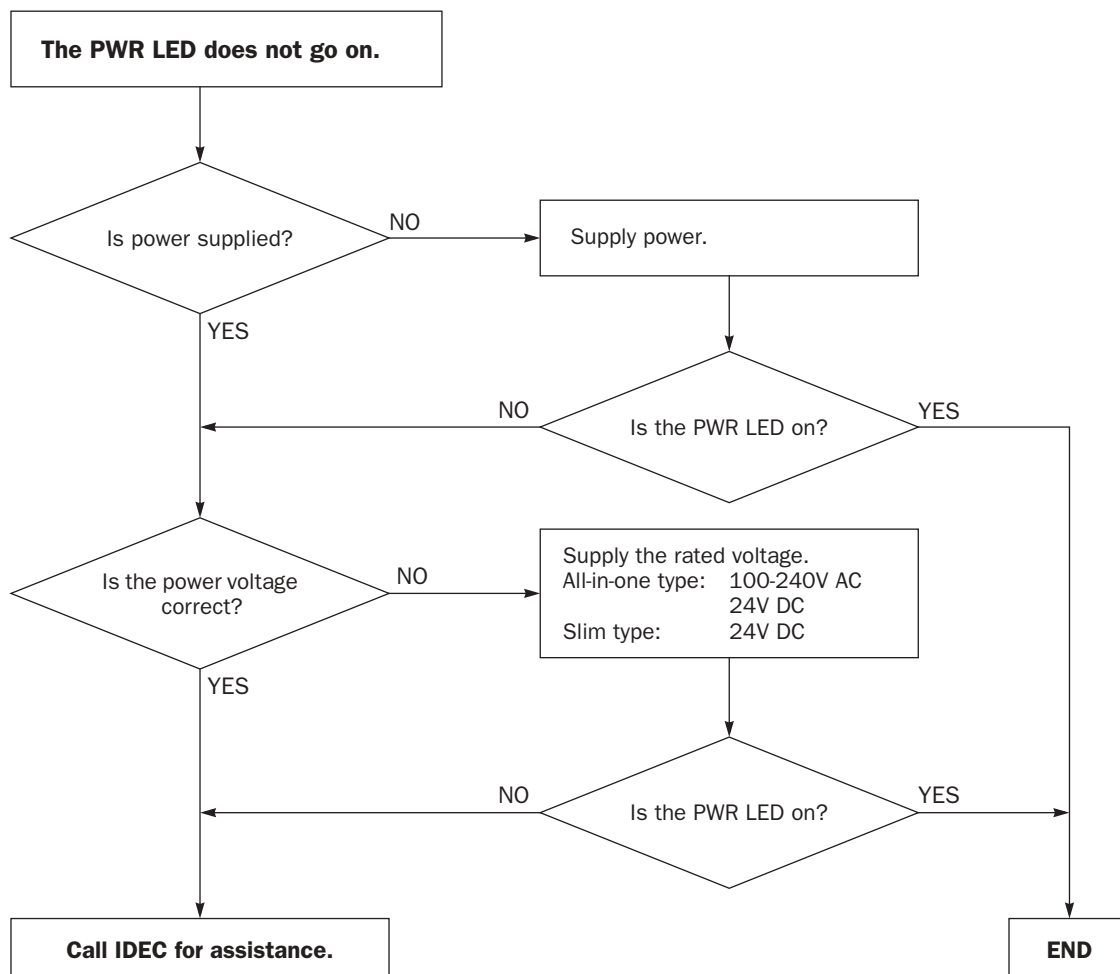 The PWR LED does not go on.
Is power supplied?
NO
Supply power.
YES
Is the PWR LED on?
NO
YES
Is the power voltage
correct?
NO
Supply the rated voltage.
All-in-one type: 100-240V AC
24V DC
Slim type: 24V DC
YES
Is the PWR LED on?
NO
YES
Call IDEC for assistance.
END